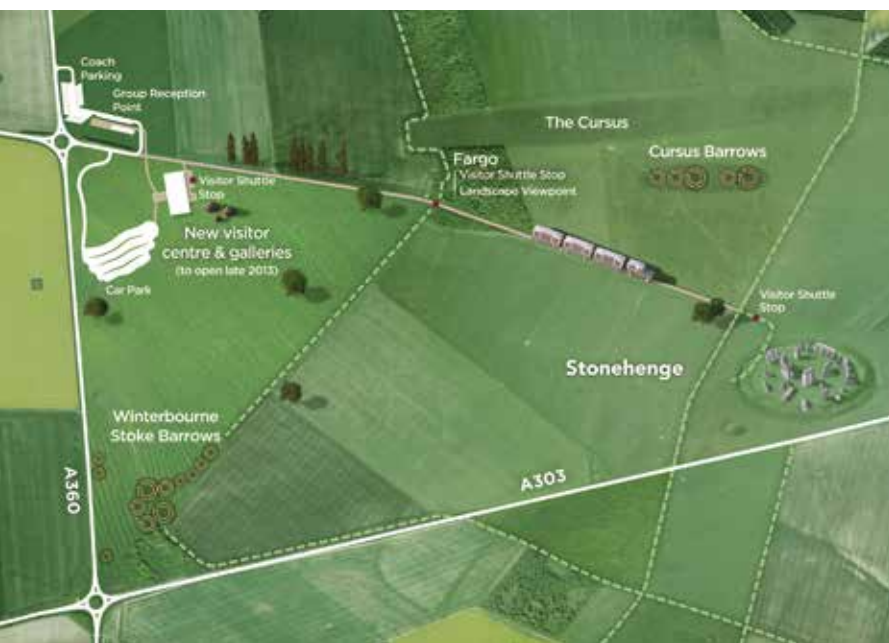 Coach
Parking
Group Reception
Point
The Cursus
Cursus Barrows
Fargo
Visitor Shuttle Stop
Landscape Viewpoint
Visitor Shuttle
Stop
New visitor
centre & galleries
(to open late 2013)
Car Park
Visitor Shuttle
Stop
Stonehenge
Winterbourne
Stoke Barrows
A360
A303